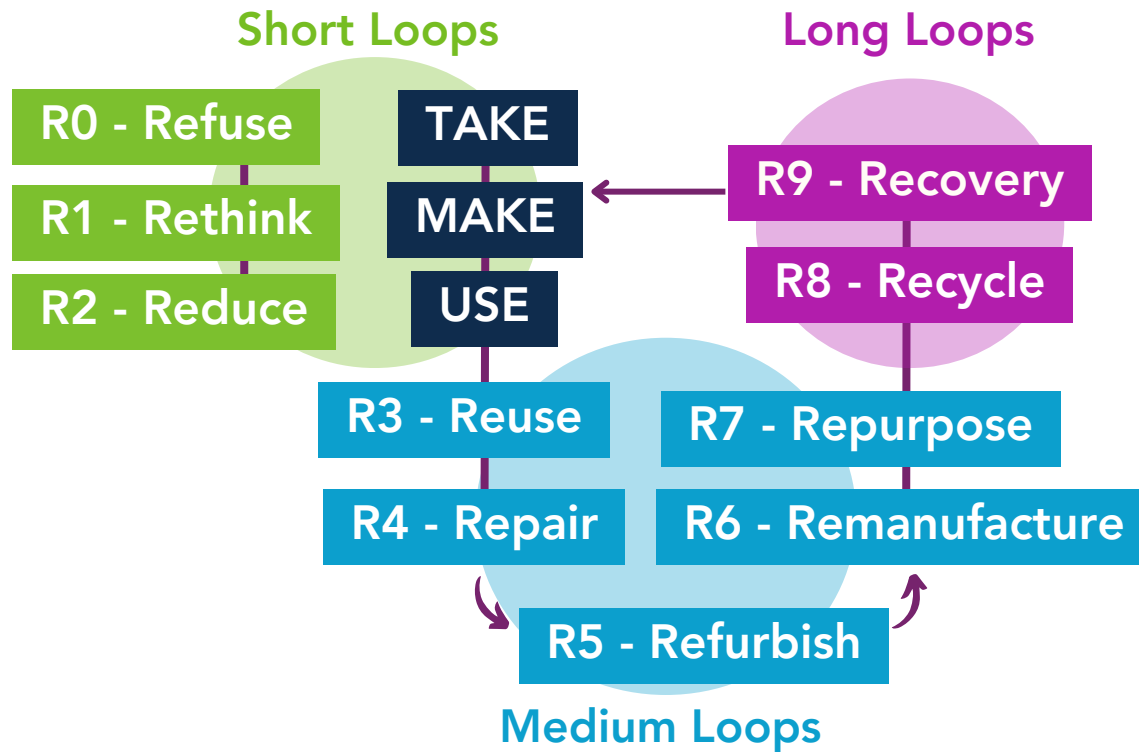 Short Loops
R0 - Refuse
R1 - Rethink
R2 - Reduce
TAKE
MAKE
USE
R3 - Reuse
R4 - Repair
R5 - Refurbish
Medium Loops
R6 - Remanufacture
R7 - Repurpose
Long Loops
R9 - Recovery
R8 - Recycle